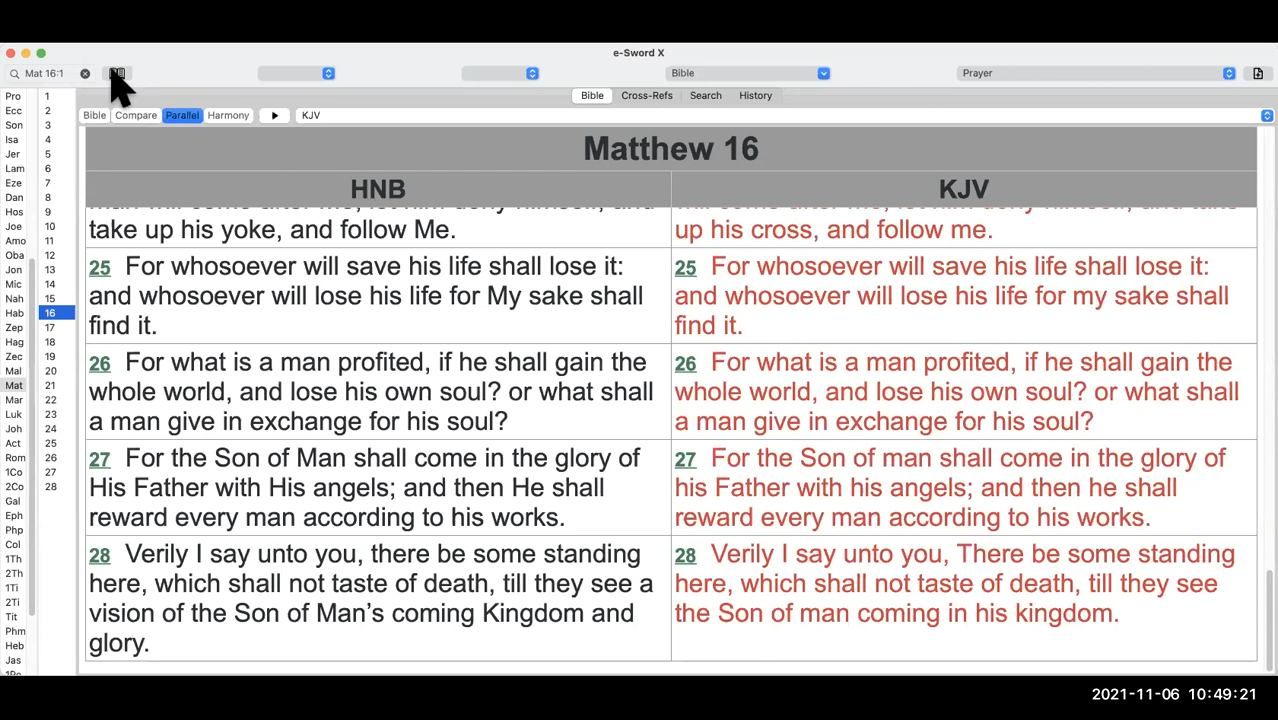 e-Sword X
Mat 16:1
Bible
Prayer
Bible Cross-Refs Search History
Bible Compare Parallel Harmony KJV
Pro
Ecc
Son
Isa
Jer
Lam
Eze
Dan
Hos
Joe
Amo
Oba
Jon
Mic
Nah
Hab
Zep
Hag
Zec
Mal
Mat
Mar
Luk
Joh
Act
Rom
1Co
2Co
Gal
Eph
Php
Col
1Th
2Th
1Ti
2Ti
Tit
Phm
Heb
Jas
1
2
3
4
5
6
7
8
9
10
11
12
13
14
15
16
17
18
19
20
21
22
23
24
25
26
27
28
Matthew 16
HNB
take up his yoke, and follow Me.
25 For whosoever will save his life shall lose it:
and whosoever will lose his life for My sake shall
find it.
26 For what is a man profited, if he shall gain the
whole world, and lose his own soul? or what shall
a man give in exchange for his soul?
27 For the Son of Man shall come in the glory of
His Father with His angels; and then He shall
reward every man according to his works.
28 Verily I say unto you, there be some standing
here, which shall not taste of death, till they see a
vision of the Son of Man’s coming Kingdom and
glory.
KJV
up his cross, and follow me.
25 For whosoever will save his life shall lose it:
and whosoever will lose his life for my sake shall
find it.
26 For what is a man profited, if he shall gain the
whole world, and lose his own soul? or what shall
a man give in exchange for his soul?
27 For the Son of man shall come in the glory of
his Father with his angels; and then he shall
reward every man according to his works.
28 Verily I say unto you, There be some standing
here, which shall not taste of death, till they see
the Son of man coming in his kingdom.
2021-11-06 10:49:21